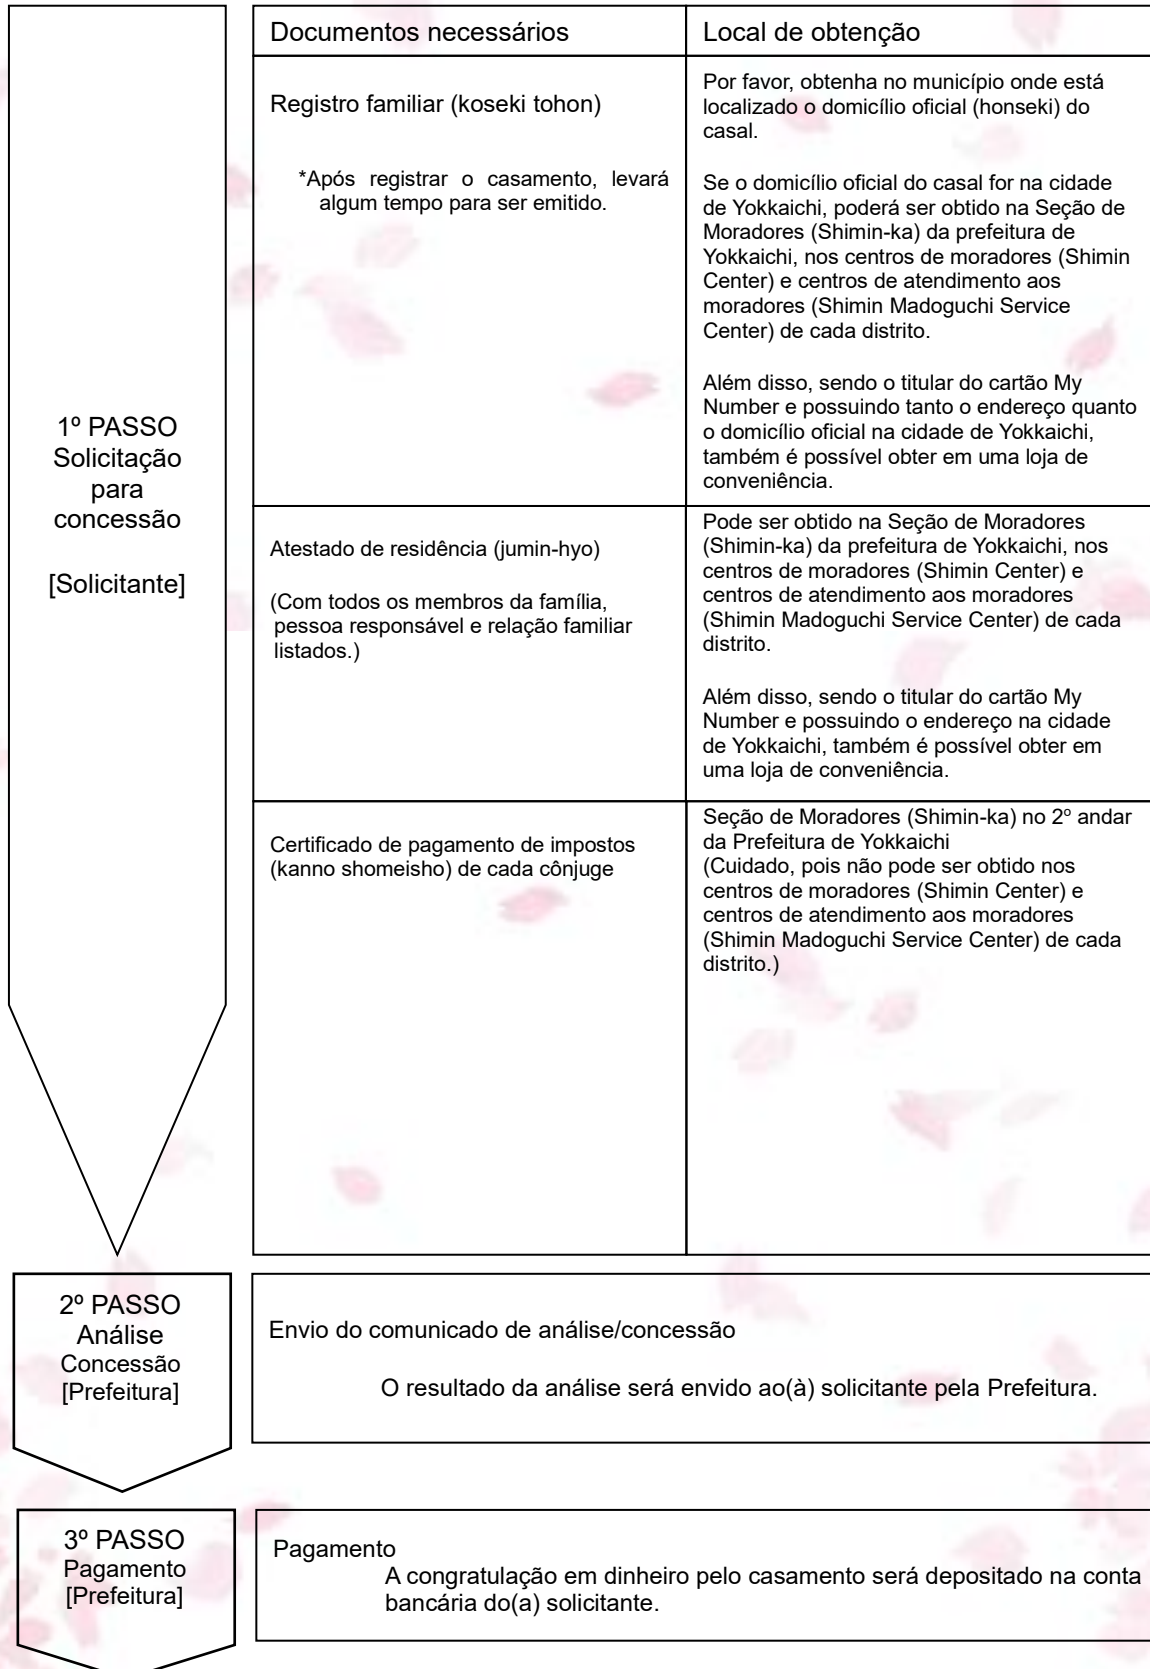 1º PASSO
Solicitação
para
concessão
[Solicitante]
Documentos necessários
Local de obtenção
Registro familiar (koseki tohon)
*Após registrar o casamento, levará
algum tempo para ser emitido.
Por favor, obtenha no município onde está
localizado o domicílio oficial (honseki) do
casal.
Se o domicílio oficial do casal for na cidade
de Yokkaichi, poderá ser obtido na Seção de
Moradores (Shimin-ka) da prefeitura de
Yokkaichi, nos centros de moradores (Shimin
Center) e centros de atendimento aos
moradores (Shimin Madoguchi Service
Center) de cada distrito.
Além disso, sendo o titular do cartão My
Number e possuindo tanto o endereço quanto
o domicílio oficial na cidade de Yokkaichi,
também é possível obter em uma loja de
conveniência.
Atestado de residência (jumin-hyo)
(Com todos os membros da família,
pessoa responsável e relação familiar
listados.)
Pode ser obtido na Seção de Moradores
(Shimin-ka) da prefeitura de Yokkaichi, nos
centros de moradores (Shimin Center) e
centros de atendimento aos moradores
(Shimin Madoguchi Service Center) de cada
distrito.
Além disso, sendo o titular do cartão My
Number e possuindo o endereço na cidade
de Yokkaichi, também é possível obter em
uma loja de conveniência.
Certificado de pagamento de impostos
(kanno shomeisho) de cada cônjuge
Seção de Moradores (Shimin-ka) no 2º andar
da Prefeitura de Yokkaichi
(Cuidado, pois não pode ser obtido nos
centros de moradores (Shimin Center) e
centros de atendimento aos moradores
(Shimin Madoguchi Service Center) de cada
distrito.)
2º PASSO
Análise
Concessão
[Prefeitura]
Envio do comunicado de análise/concessão
O resultado da análise será envido ao(à) solicitante pela Prefeitura.
3º PASSO
Pagamento
[Prefeitura]
Pagamento
A congratulação em dinheiro pelo casamento será depositado na conta
bancária do(a) solicitante.